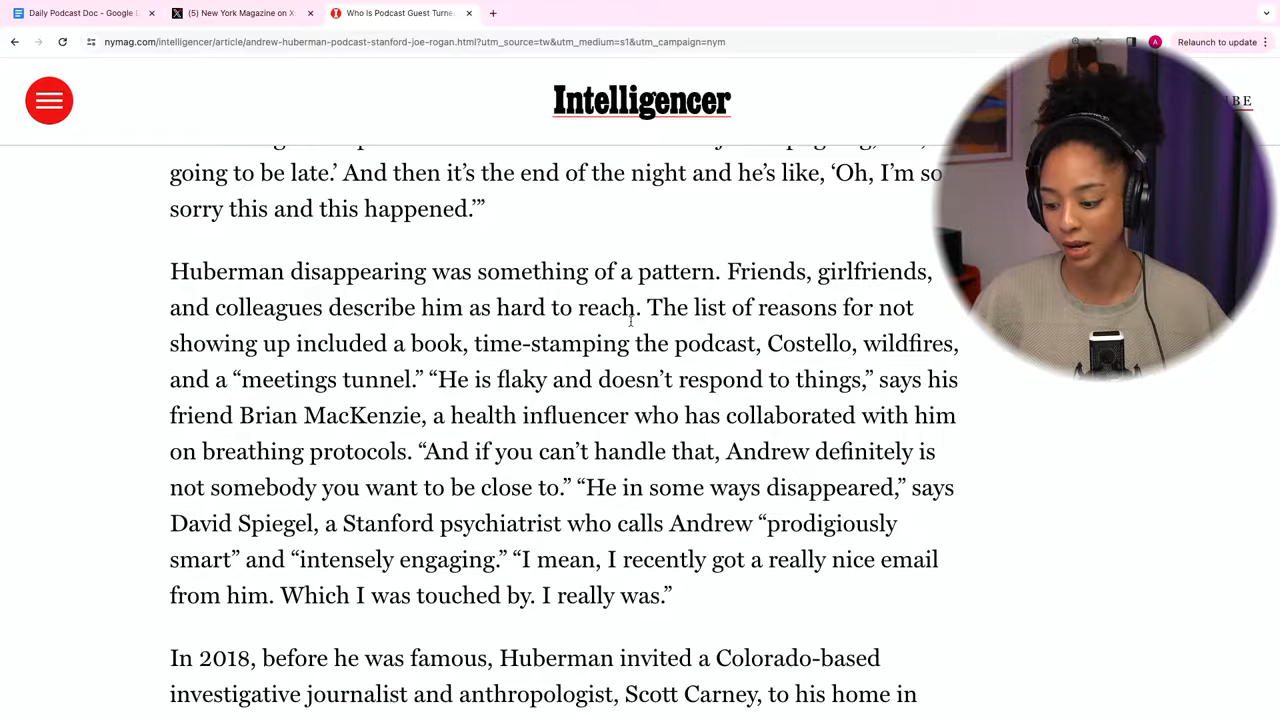 Daily Podcast Doc - Google
(5) New York Magazine on X:
Who Is Podcast Guest Turne
nymag.com/intelligencer/article/andrew-huberman-podcast-stanford-joe-rogan.html?utm_source=tw&utm_medium=s1&utm_campaign=nym
Relaunch to update
Intelligencer
going to be late.’ And then it’s the end of the night and he’s like, ‘Oh, I’m so
sorry this and this happened.’”
Huberman disappearing was something of a pattern. Friends, girlfriends,
and colleagues describe him as hard to reach. The list of reasons for not
showing up included a book, time-stamping the podcast, Costello, wildfires,
and a “meetings tunnel.” “He is flaky and doesn’t respond to things,” says his
friend Brian MacKenzie, a health influencer who has collaborated with him
on breathing protocols. “And if you can’t handle that, Andrew definitely is
not somebody you want to be close to.” “He in some ways disappeared,” says
David Spiegel, a Stanford psychiatrist who calls Andrew “prodigiously
smart” and “intensely engaging.” “I mean, I recently got a really nice email
from him. Which I was touched by. I really was.”
In 2018, before he was famous, Huberman invited a Colorado-based
investigative journalist and anthropologist, Scott Carney, to his home in